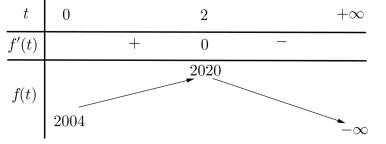 t 0 2 +∞
f′(t) + 0 −
2020
f(t)
2004
−∞